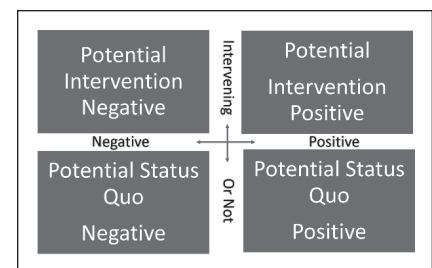 Potential
Intervention
Negative
Intervening
Potential
Intervention
Positive
Negative
Positive
Potential Status
Quo
Negative
Or Not
Potential Status
Quo
Positive